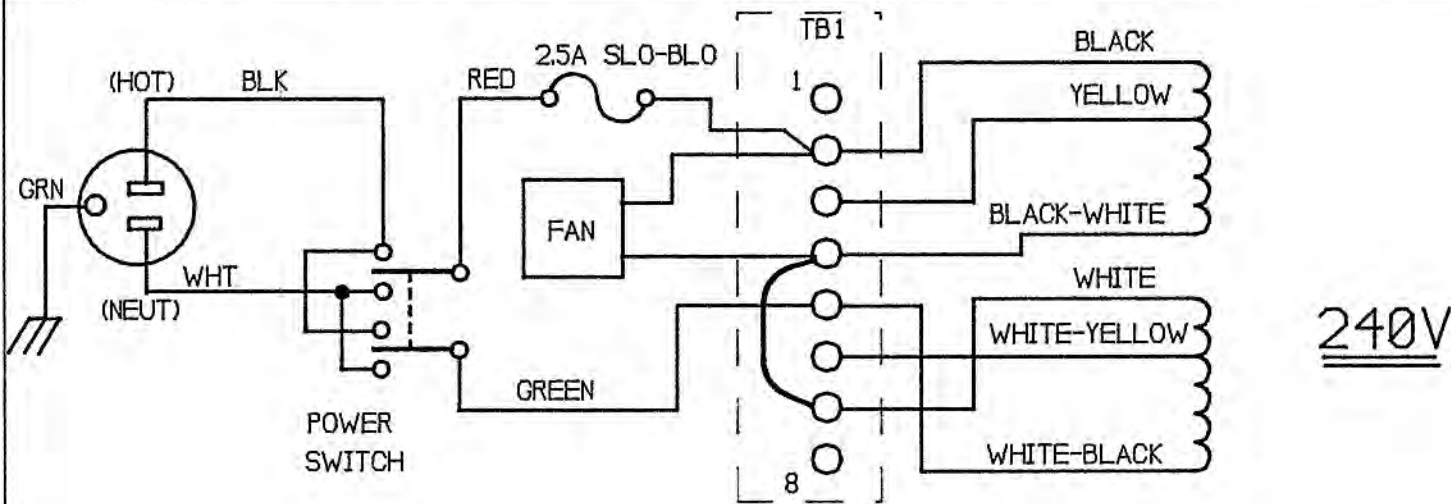 TB1
2.5A SLO-BLO
BLACK
(HOT)
BLK
RED
1
YELLOW
GRN
FAN
BLACK-WHITE
WHT
(NEUT)
WHITE
WHITE-YELLOW
240V
GREEN
POWER
SWITCH
WHITE-BLACK
8